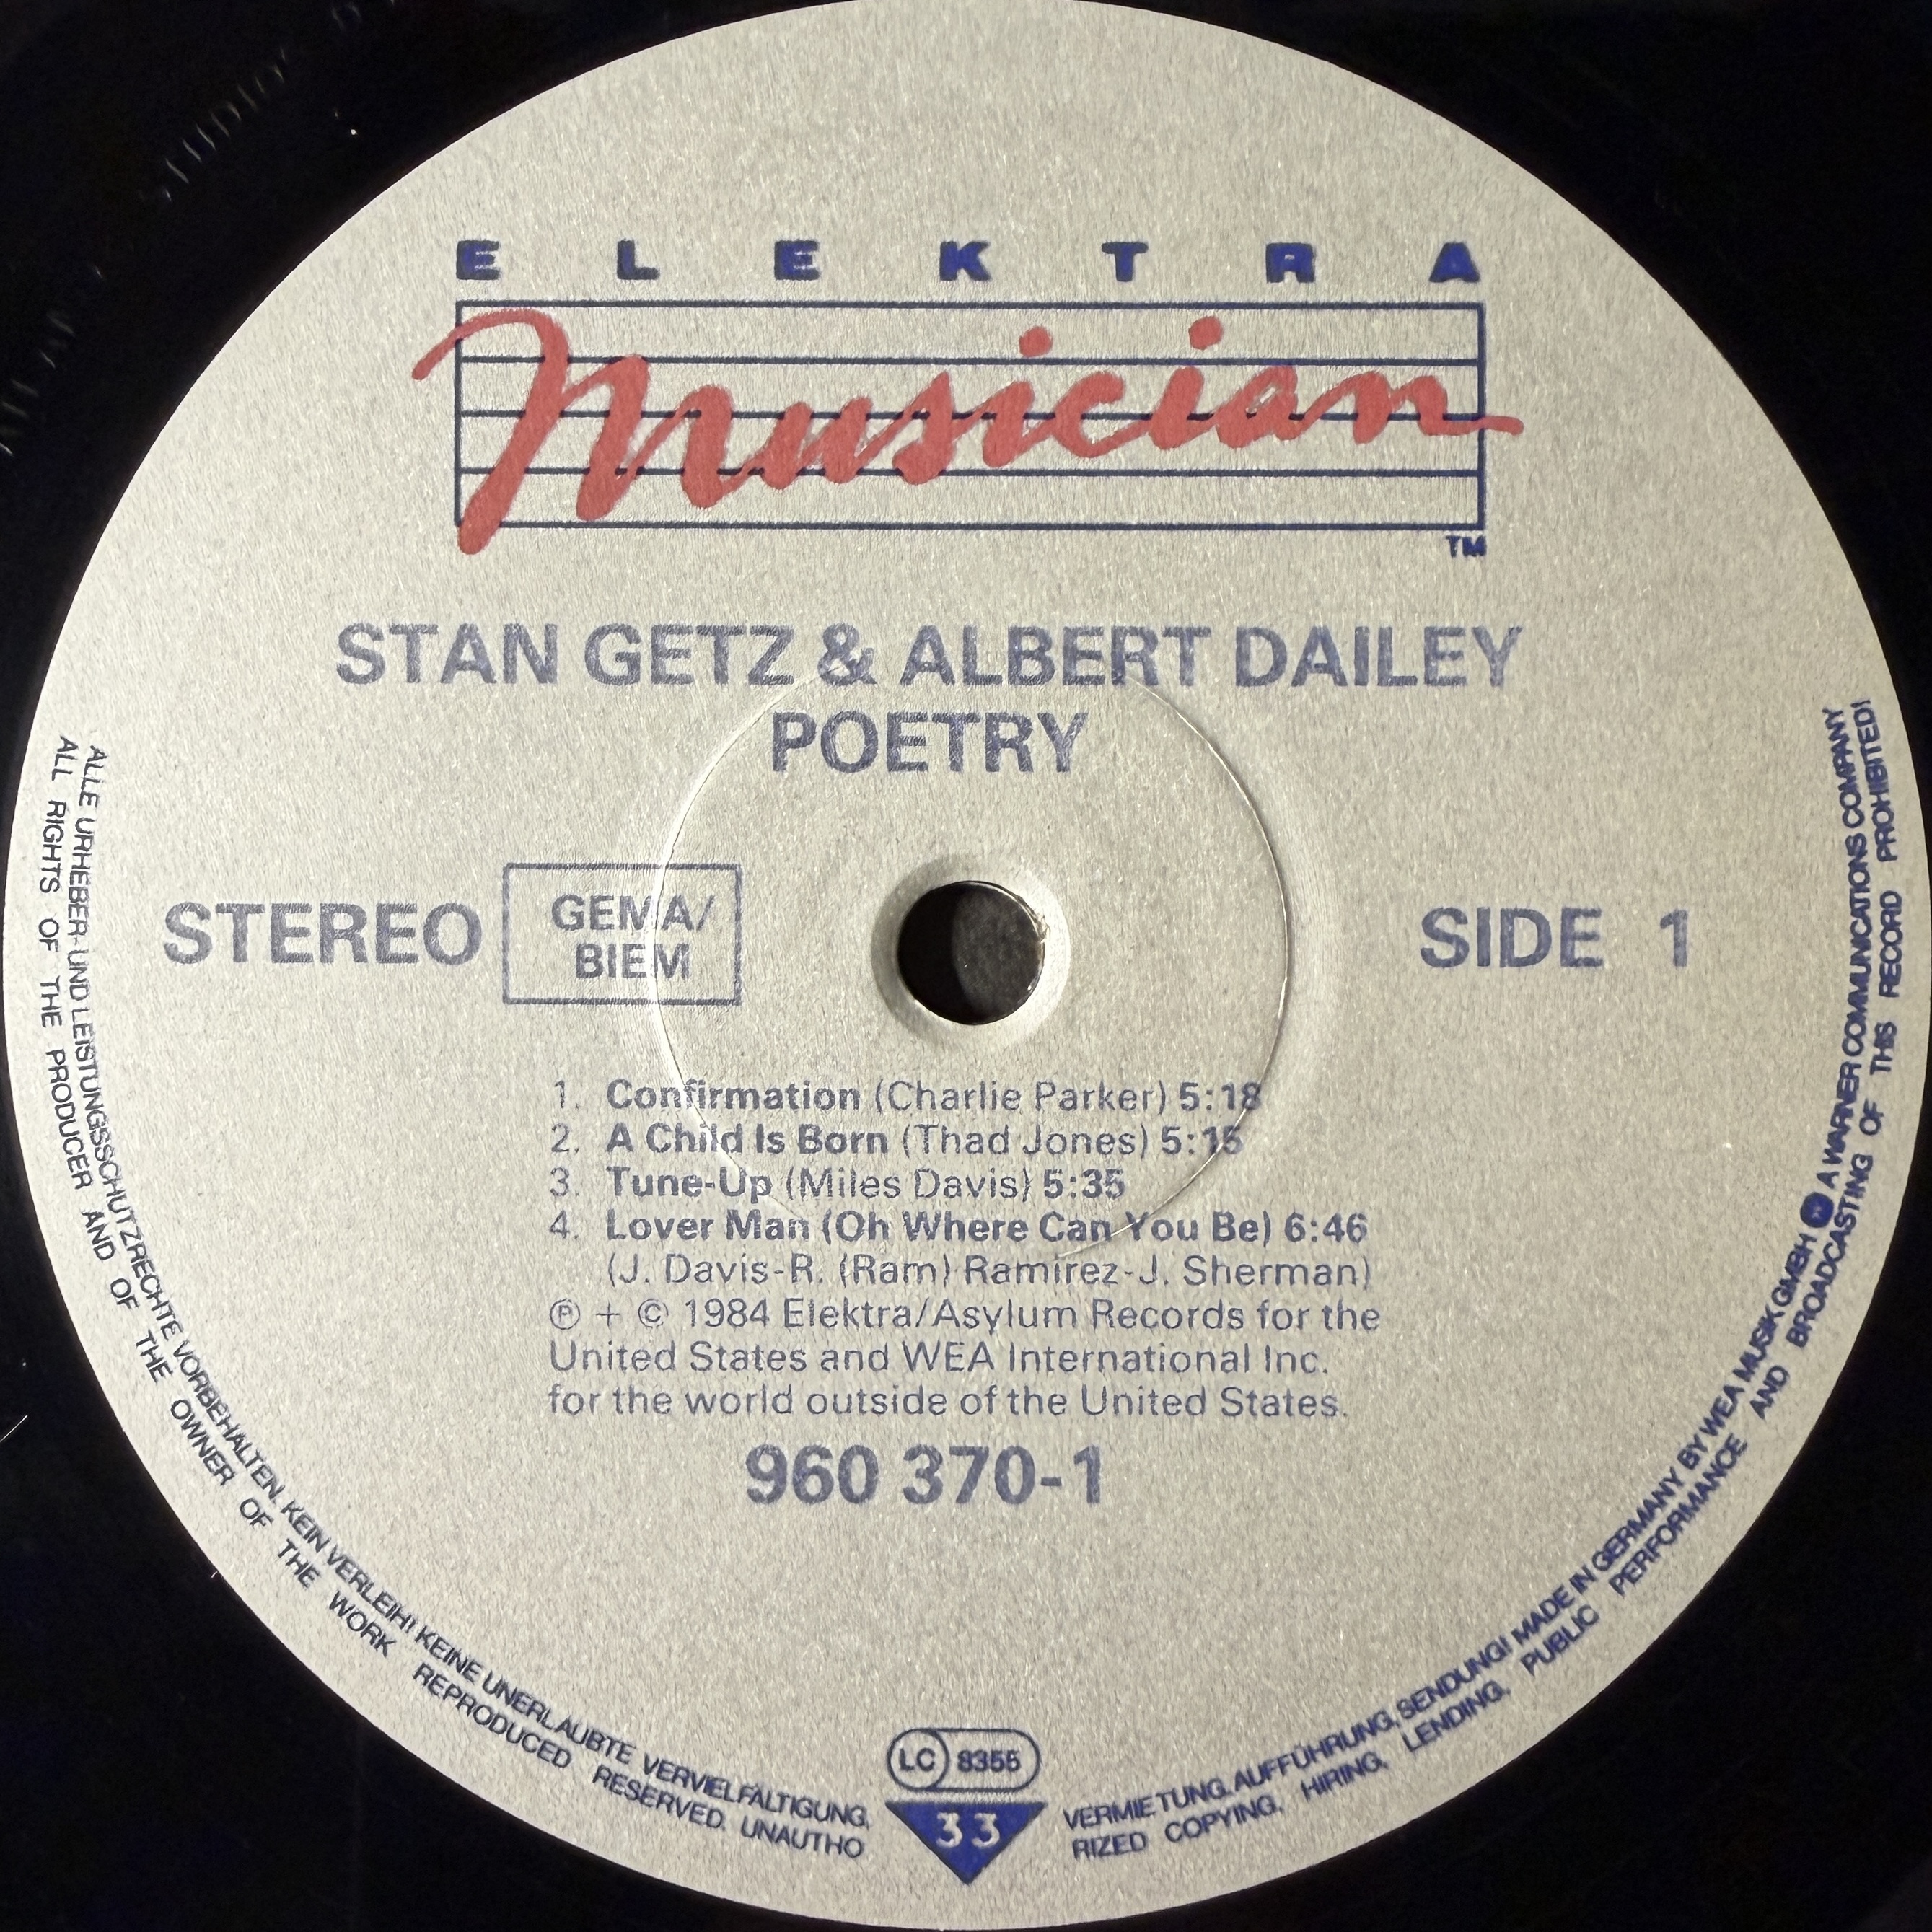 ELEKTRA
Musician
TM
STAN GETZ & ALBERT DAILEY
POETRY
STEREO
GEMA/
BIEM
SIDE 1
1. Confirmation (Charlie Parker) 5:18
2. A Child Is Born (Thad Jones) 5:15
3. Tune-Up (Miles Davis) 5:35
4. Lover Man (Oh Where Can You Be) 6:46
(J. Davis-R. (Ram) Ramirez-J. Sherman)
℗ + © 1984 Elektra/Asylum Records for the
United States and WEA International Inc.
for the world outside of the United States.
960 370-1
LC 8355
33
ALLE URHEBER-UND LEISTUNGSSCHUTZRECHTE VORBEHALTEN. KEIN VERLEIH! KEINE UNERLAUBTE VERVIELFÄLTIGUNG, VERMIETUNG, AUFFÜHRUNG, SENDUNG! MADE IN GERMANY BY WEA MUSIK GMBH A WARNER COMMUNICATIONS COMPANY
ALL RIGHTS OF THE PRODUCER AND OF THE OWNER OF THE WORK REPRODUCED RESERVED. UNAUTHORIZED COPYING, HIRING, LENDING, PUBLIC PERFORMANCE AND BROADCASTING OF THIS RECORD PROHIBITED!